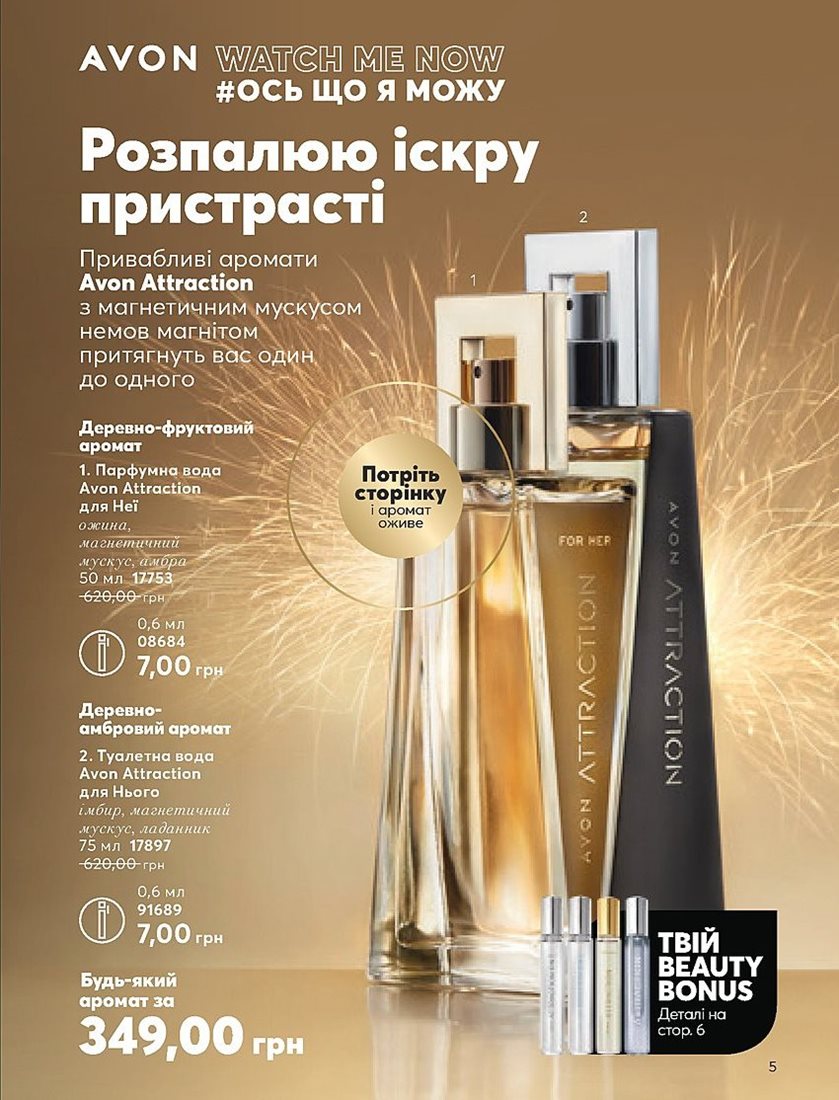 AVON WATCH ME NOW
#ОСЬ ЩО Я МОЖУ
Розпалюю іскру
пристрасті
Привабливі аромати
Avon Attraction
з магнетичним мускусом
немов магнітом
притягнуть вас один
до одного
Деревно-фруктовий
аромат
1. Парфумна вода
Avon Attraction
для Неї
ожина,
магнетичний
мускус, амбра
50 мл 17753
620,00 грн
0,6 мл
08684
7,00 грн
Деревно-
амбровий аромат
2. Туалетна вода
Avon Attraction
для Нього
імбир, магнетичний
мускус, ладанник
75 мл 17897
620,00 грн
0,6 мл
91689
7,00 грн
Будь-який
аромат за
349,00 грн
1
2
Потріть
сторінку
і аромат
оживе
FOR HER
AVON ATTRACTION
AVON ATTRACTION
ТВІЙ
BEAUTY
BONUS
Деталі на
стор. 6
5